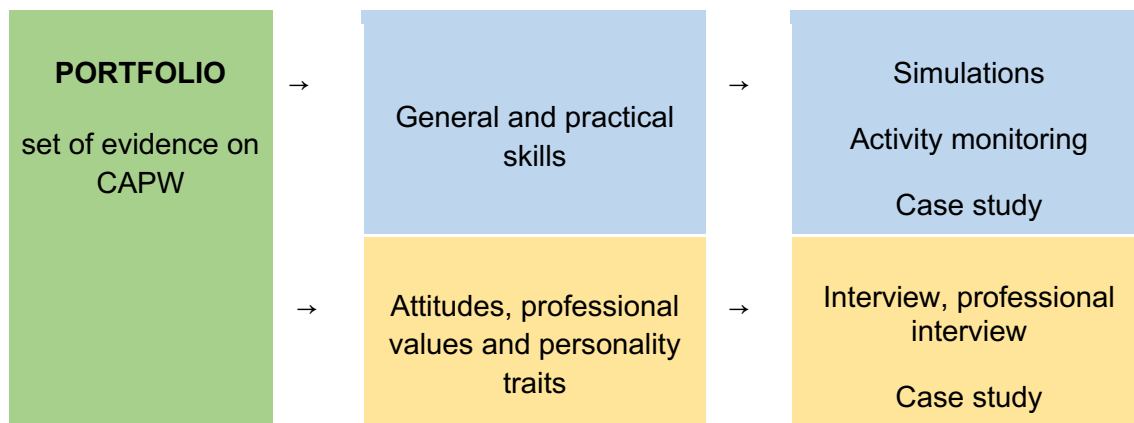 PORTFOLIO
set of evidence on
CAPW
→
General and practical
skills
→
Simulations
Activity monitoring
Case study
→
Attitudes, professional
values and personality
traits
→
Interview, professional
interview
Case study